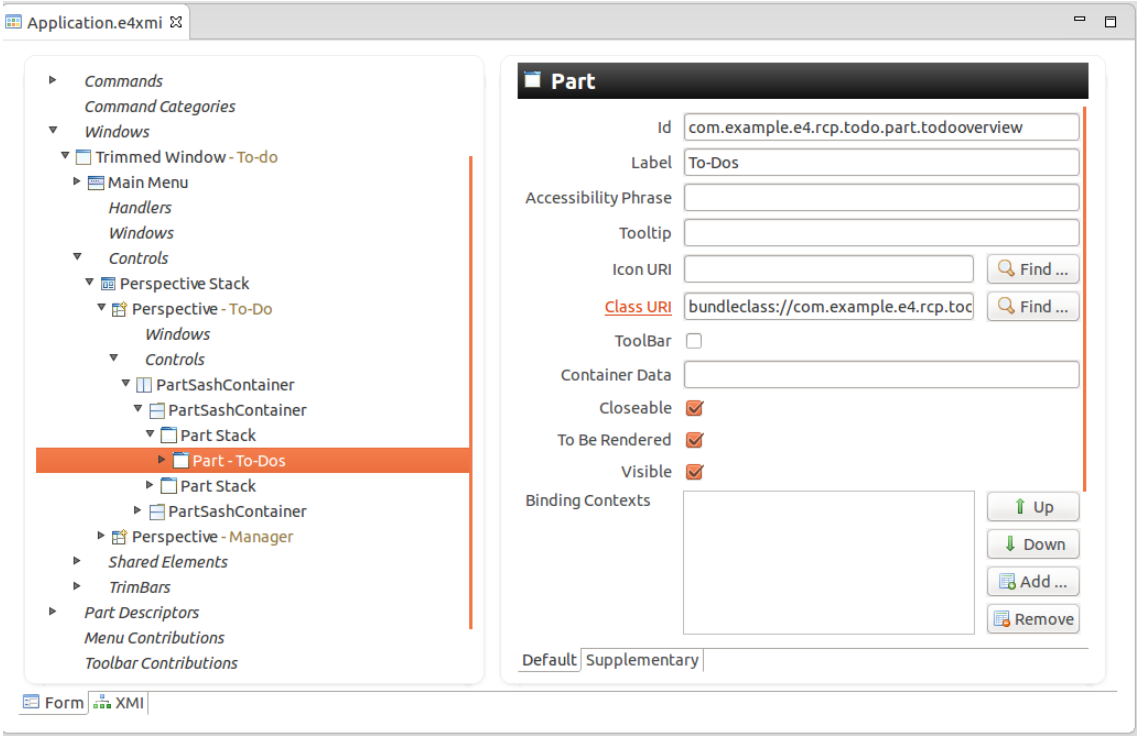 Application.e4xmi
Commands
Command Categories
Windows
Trimmed Window - To-do
Main Menu
Handlers
Windows
Controls
Perspective Stack
Perspective - To-Do
Windows
Controls
PartSashContainer
PartSashContainer
Part Stack
Part - To-Dos
Part Stack
PartSashContainer
Perspective - Manager
Shared Elements
TrimBars
Part Descriptors
Menu Contributions
Toolbar Contributions
Part
Id com.example.e4.rcp.todo.part.todooverview
Label To-Dos
Accessibility Phrase
Tooltip
Icon URI Find ...
Class URI bundleclass://com.example.e4.rcp.toc Find ...
ToolBar
Container Data
Closeable
To Be Rendered
Visible
Binding Contexts
Up
Down
Add ...
Remove
Default Supplementary
Form XMI